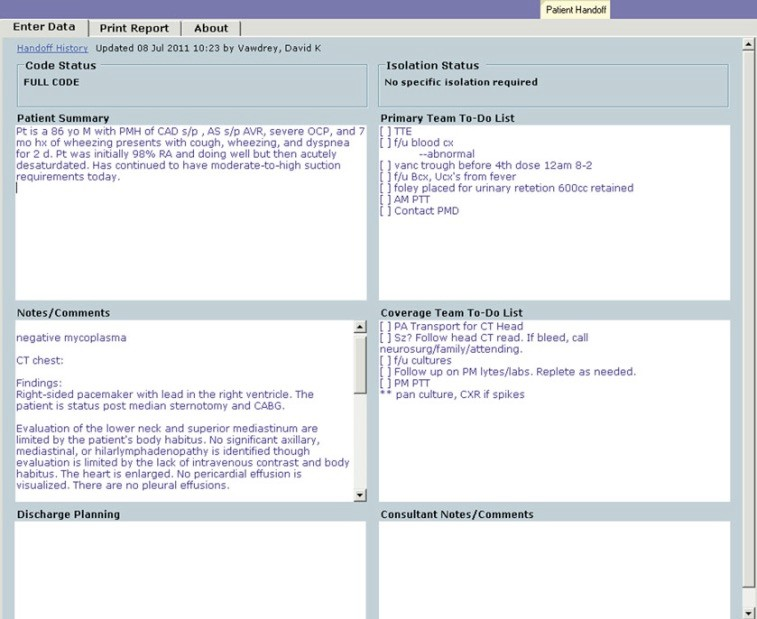 Patient Handoff
Enter Data
Print Report
About
Handoff History Updated 08 Jul 2011 10:23 by Vawdrey, David K
Code Status
FULL CODE
Isolation Status
No specific isolation required
Patient Summary
Pt is a 86 yo M with PMH of CAD s/p , AS s/p AVR, severe OCP, and 7
mo hx of wheezing presents with cough, wheezing, and dyspnea
for 2 d. Pt was initially 98% RA and doing well but then acutely
desaturdated. Has continued to have moderate-to-high suction
requirements today.
Primary Team To-Do List
[ ] TTE
[ ] f/u blood cx
--abnormal
[ ] vanc trough before 4th dose 12am 8-2
[ ] f/u Bcx, Ucx's from fever
[ ] foley placed for urinary retetion 600cc retained
[ ] AM PTT
[ ] Contact PMD
Notes/Comments
negative mycoplasma
CT chest:
Findings:
Right-sided pacemaker with lead in the right ventricle. The
patient is status post median sternotomy and CABG.
Evaluation of the lower neck and superior mediastinum are
limited by the patient's body habitus. No significant axillary,
mediastinal, or hilarlymphadenopathy is identified though
evaluation is limited by the lack of intravenous contrast and body
habitus. The heart is enlarged. No pericardial effusion is
visualized. There are no pleural effusions.
Coverage Team To-Do List
[ ] PA Transport for CT Head
[ ] Sz? Follow head CT read. If bleed, call
neurosurg/family/attending.
[ ] f/u cultures
[ ] Follow up on PM lytes/labs. Replete as needed.
[ ] PM PTT
** pan culture, CXR if spikes
Discharge Planning
Consultant Notes/Comments